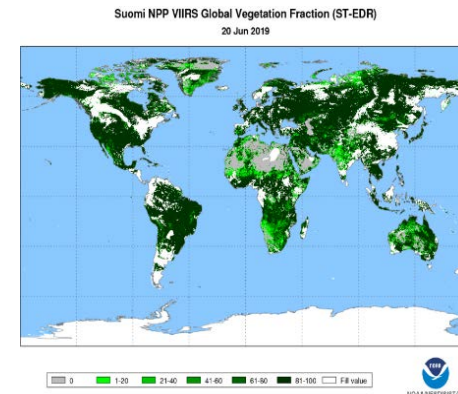 Suomi NPP VIIRS Global Vegetation Fraction (ST-EDR)
20 Jun 2019
0 1-20 21-40 41-60 61-80 81-100 Fill value
NOAA